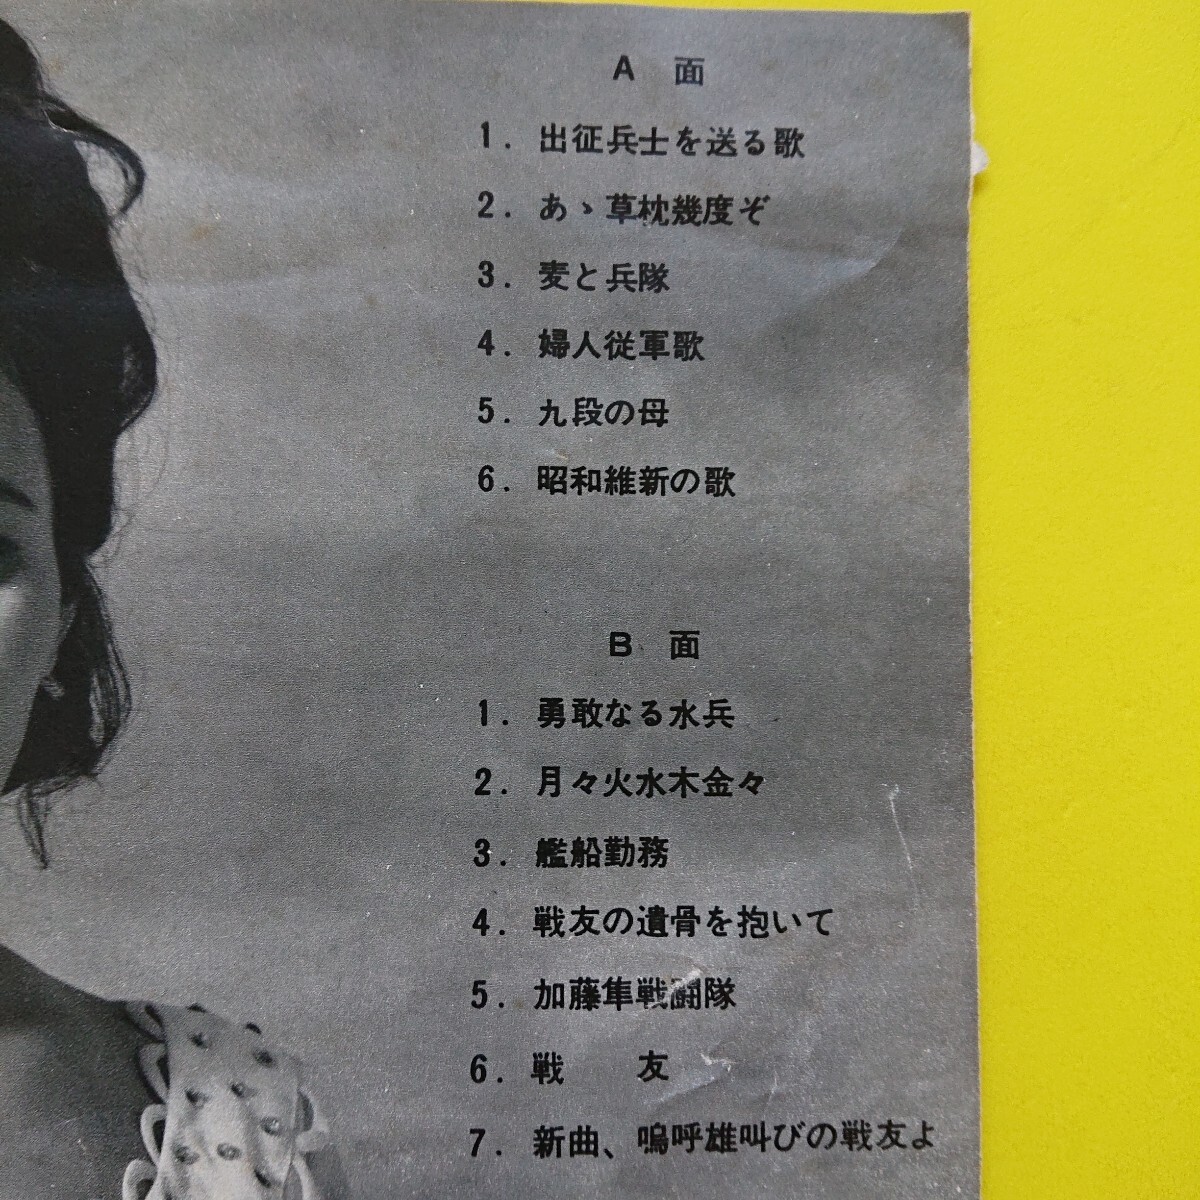 A 面
1. 出征兵士を送る歌
2. あゝ草枕幾度ぞ
3. 麦と兵隊
4. 婦人従軍歌
5. 九段の母
6. 昭和維新の歌
B 面
1. 勇敢なる水兵
2. 月々火水木金々
3. 艦船勤務
4. 戦友の遺骨を抱いて
5. 加藤隼戦闘隊
6. 戦 友
7. 新曲、嗚呼雄叫びの戦友よ